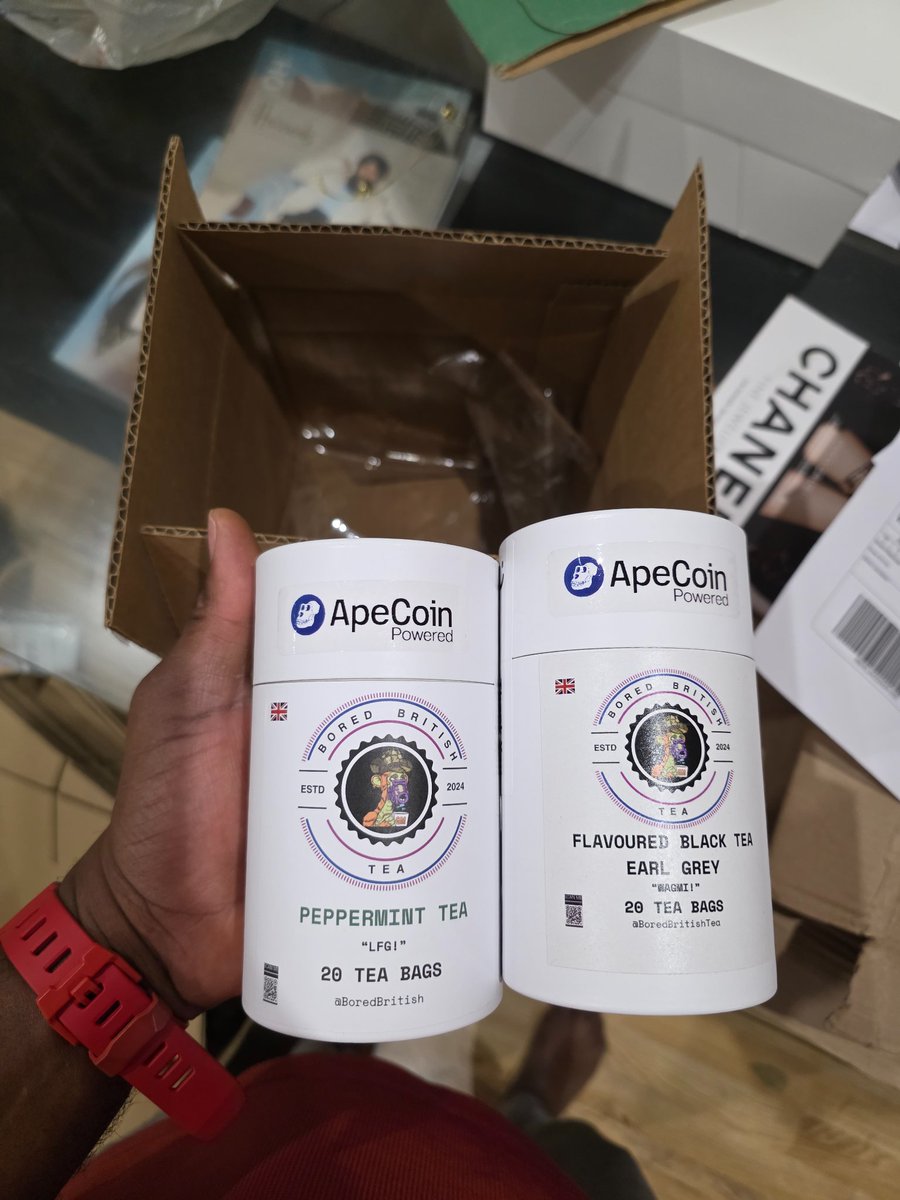 CHANE
ApeCoin
Powered
BORED BRITISH
ESTD
2024
TEA
PEPPERMINT TEA
“LFG!”
20 TEA BAGS
@BoredBritish
ApeCoin
Powered
BORED BRITISH
ESTD
2024
TEA
FLAVOURED BLACK TEA
EARL GREY
“WAGMI!”
20 TEA BAGS
@BoredBritishTea